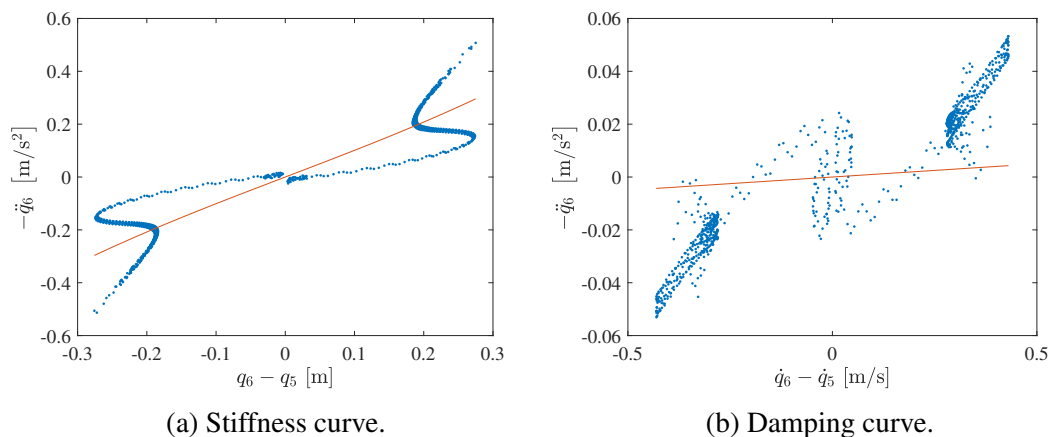 0.6
0.4
0.2
0
-0.2
-0.4
-0.6
−q̈₆ [m/s²]
-0.3 -0.2 -0.1 0 0.1 0.2 0.3
q₆ − q₅ [m]
(a) Stiffness curve.
0.06
0.04
0.02
0
-0.02
-0.04
-0.06
−q̈₆ [m/s²]
-0.5 0 0.5
q̇₆ − q̇₅ [m/s]
(b) Damping curve.